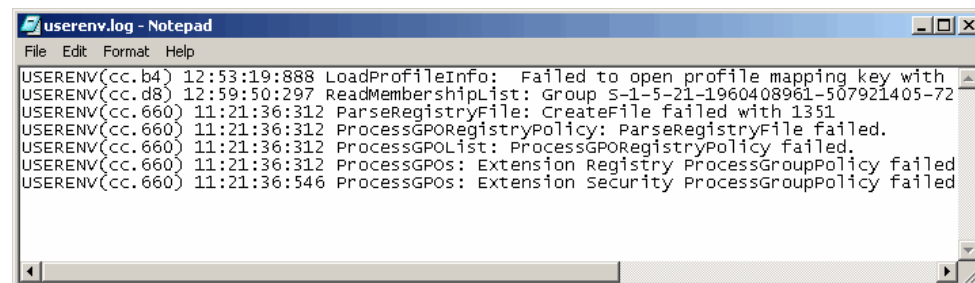 userenv.log - Notepad
File Edit Format Help
USERENV(cc.b4) 12:53:19:888 LoadProfileInfo:  Failed to open profile mapping key with
USERENV(cc.d8) 12:59:50:297 ReadMembershipList: Group S-1-5-21-1960408961-507921405-72
USERENV(cc.660) 11:21:36:312 ParseRegistryFile: CreateFile failed with 1351
USERENV(cc.660) 11:21:36:312 ProcessGPORegistryPolicy: ParseRegistryFile failed.
USERENV(cc.660) 11:21:36:312 ProcessGPOList: ProcessGPORegistryPolicy failed.
USERENV(cc.660) 11:21:36:312 ProcessGPOs: Extension Registry ProcessGroupPolicy failed
USERENV(cc.660) 11:21:36:546 ProcessGPOs: Extension Security ProcessGroupPolicy failed